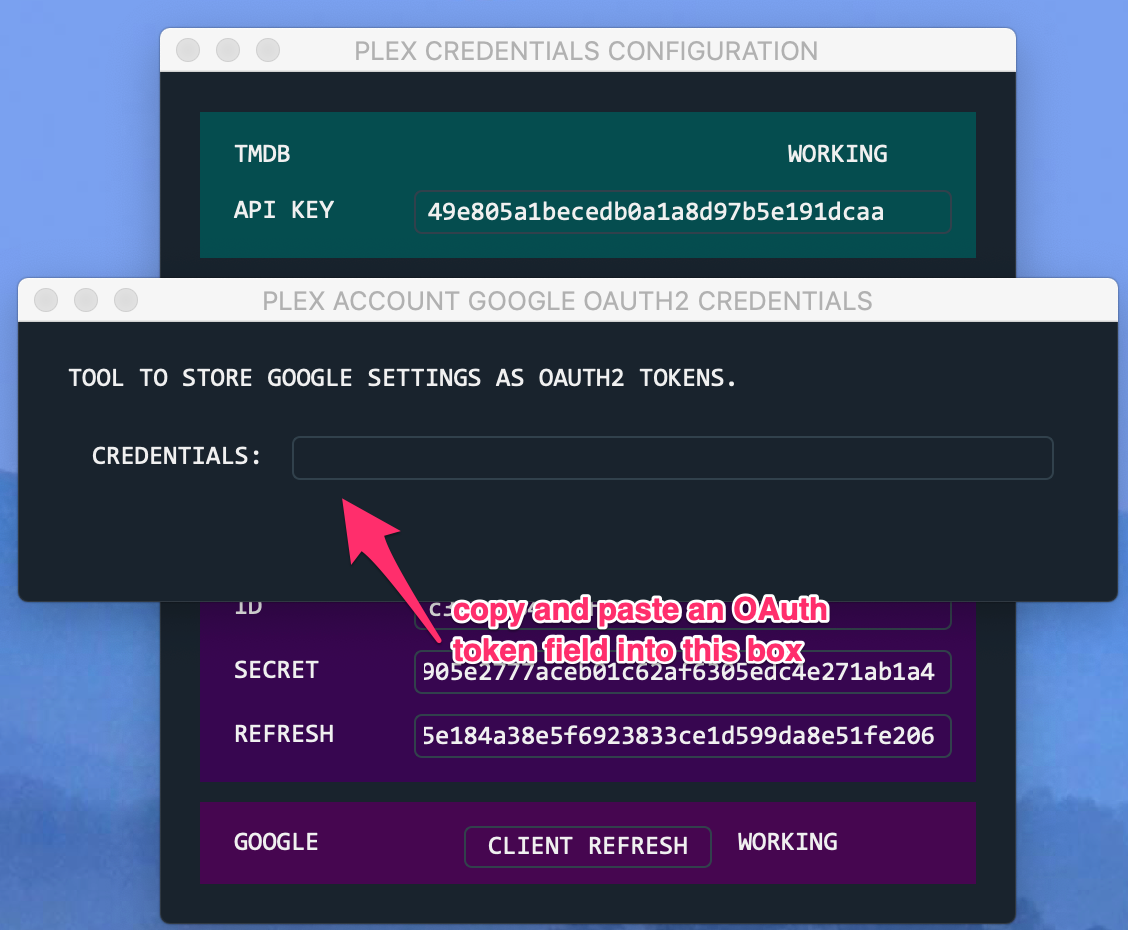 PLEX CREDENTIALS CONFIGURATION
TMDB
WORKING
API KEY
49e805a1becedb0a1a8d97b5e191dcaa
PLEX ACCOUNT GOOGLE OAUTH2 CREDENTIALS
TOOL TO STORE GOOGLE SETTINGS AS OAUTH2 TOKENS.
CREDENTIALS:
ID
copy and paste an OAuth
token field into this box
SECRET
905e2777aceb01c62af6305edc4e271ab1a4
REFRESH
5e184a38e5f6923833ce1d599da8e51fe206
GOOGLE
CLIENT REFRESH
WORKING